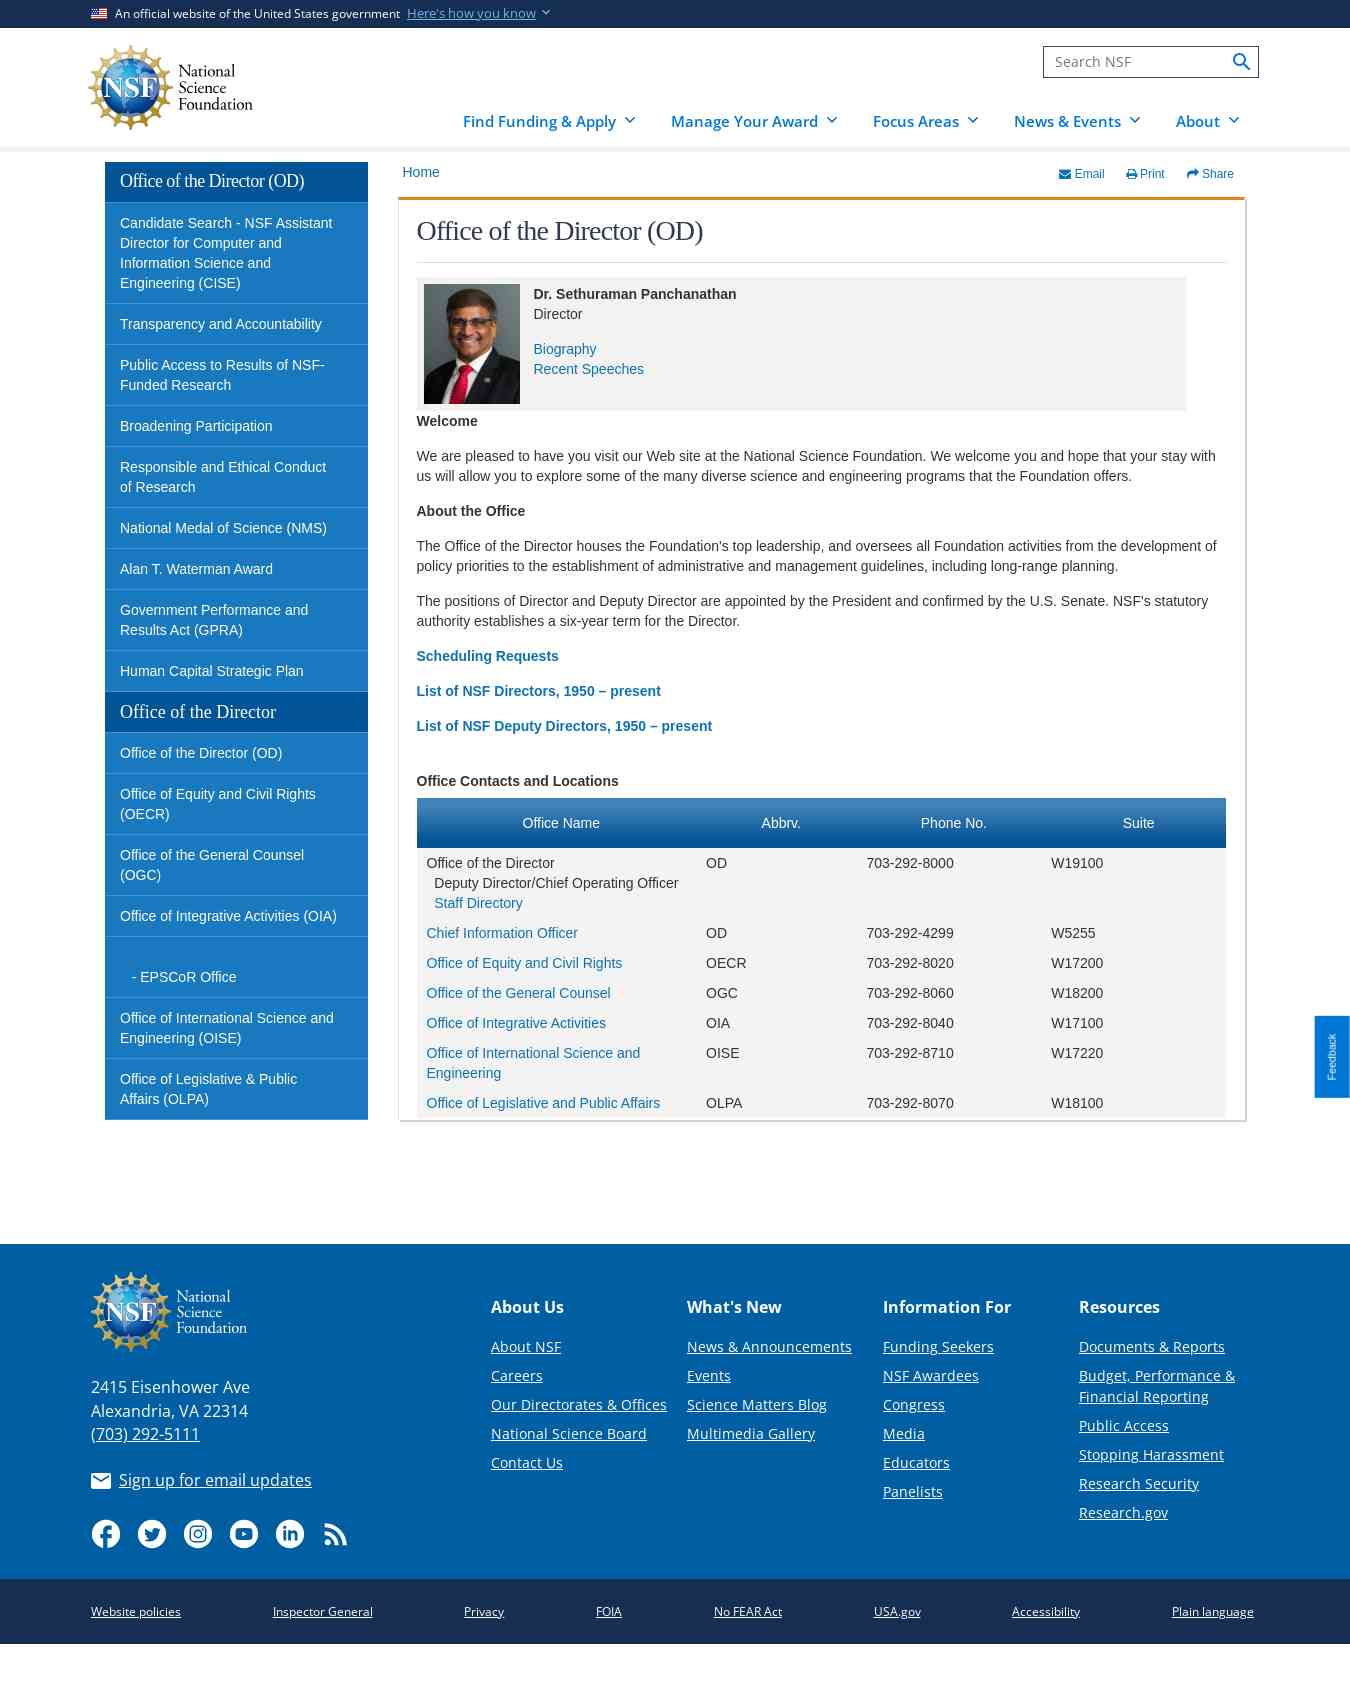 An official website of the United States government Here's how you know
NSF
National
Science
Foundation
Search NSF
Find Funding & Apply Manage Your Award Focus Areas News & Events About
Office of the Director (OD)
Candidate Search - NSF Assistant
Director for Computer and
Information Science and
Engineering (CISE)
Transparency and Accountability
Public Access to Results of NSF-
Funded Research
Broadening Participation
Responsible and Ethical Conduct
of Research
National Medal of Science (NMS)
Alan T. Waterman Award
Government Performance and
Results Act (GPRA)
Human Capital Strategic Plan
Office of the Director
Office of the Director (OD)
Office of Equity and Civil Rights
(OECR)
Office of the General Counsel
(OGC)
Office of Integrative Activities (OIA)
- EPSCoR Office
Office of International Science and
Engineering (OISE)
Office of Legislative & Public
Affairs (OLPA)
Home
Email Print Share
Office of the Director (OD)
Dr. Sethuraman Panchanathan
Director
Biography
Recent Speeches
Welcome
We are pleased to have you visit our Web site at the National Science Foundation. We welcome you and hope that your stay with
us will allow you to explore some of the many diverse science and engineering programs that the Foundation offers.
About the Office
The Office of the Director houses the Foundation's top leadership, and oversees all Foundation activities from the development of
policy priorities to the establishment of administrative and management guidelines, including long-range planning.
The positions of Director and Deputy Director are appointed by the President and confirmed by the U.S. Senate. NSF's statutory
authority establishes a six-year term for the Director.
Scheduling Requests
List of NSF Directors, 1950 – present
List of NSF Deputy Directors, 1950 – present
Office Contacts and Locations
Office Name Abbrv. Phone No. Suite
Office of the Director OD 703-292-8000 W19100
Deputy Director/Chief Operating Officer
Staff Directory
Chief Information Officer OD 703-292-4299 W5255
Office of Equity and Civil Rights OECR 703-292-8020 W17200
Office of the General Counsel OGC 703-292-8060 W18200
Office of Integrative Activities OIA 703-292-8040 W17100
Office of International Science and OISE 703-292-8710 W17220
Engineering
Office of Legislative and Public Affairs OLPA 703-292-8070 W18100
Feedback
NSF
National
Science
Foundation
2415 Eisenhower Ave
Alexandria, VA 22314
(703) 292-5111
Sign up for email updates
About Us
About NSF
Careers
Our Directorates & Offices
National Science Board
Contact Us
What's New
News & Announcements
Events
Science Matters Blog
Multimedia Gallery
Information For
Funding Seekers
NSF Awardees
Congress
Media
Educators
Panelists
Resources
Documents & Reports
Budget, Performance &
Financial Reporting
Public Access
Stopping Harassment
Research Security
Research.gov
Website policies Inspector General Privacy FOIA No FEAR Act USA.gov Accessibility Plain language